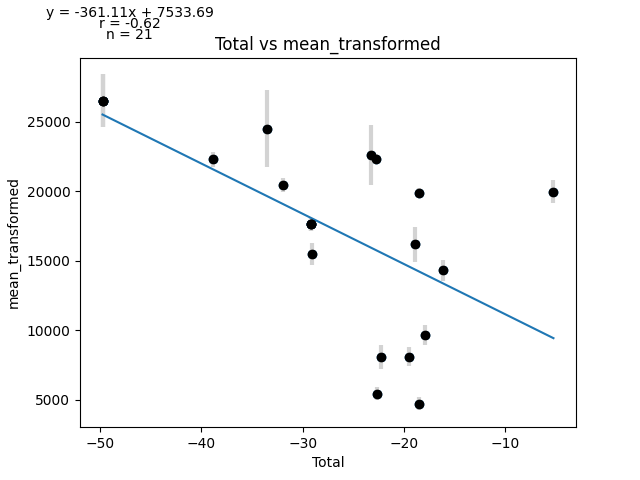 y = -361.11x + 7533.69
r = -0.62
n = 21
Total vs mean_transformed
25000
20000
15000
10000
5000
mean_transformed
−50
−40
−30
−20
−10
Total